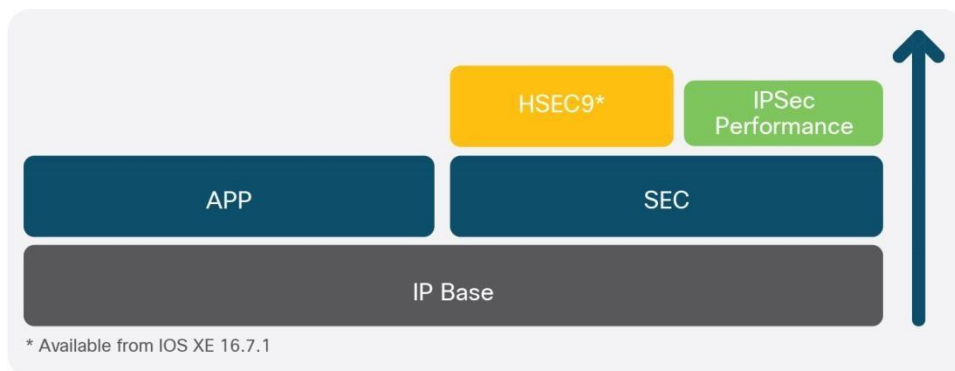 HSEC9*
IPSec
Performance
APP
SEC
IP Base
* Available from IOS XE 16.7.1